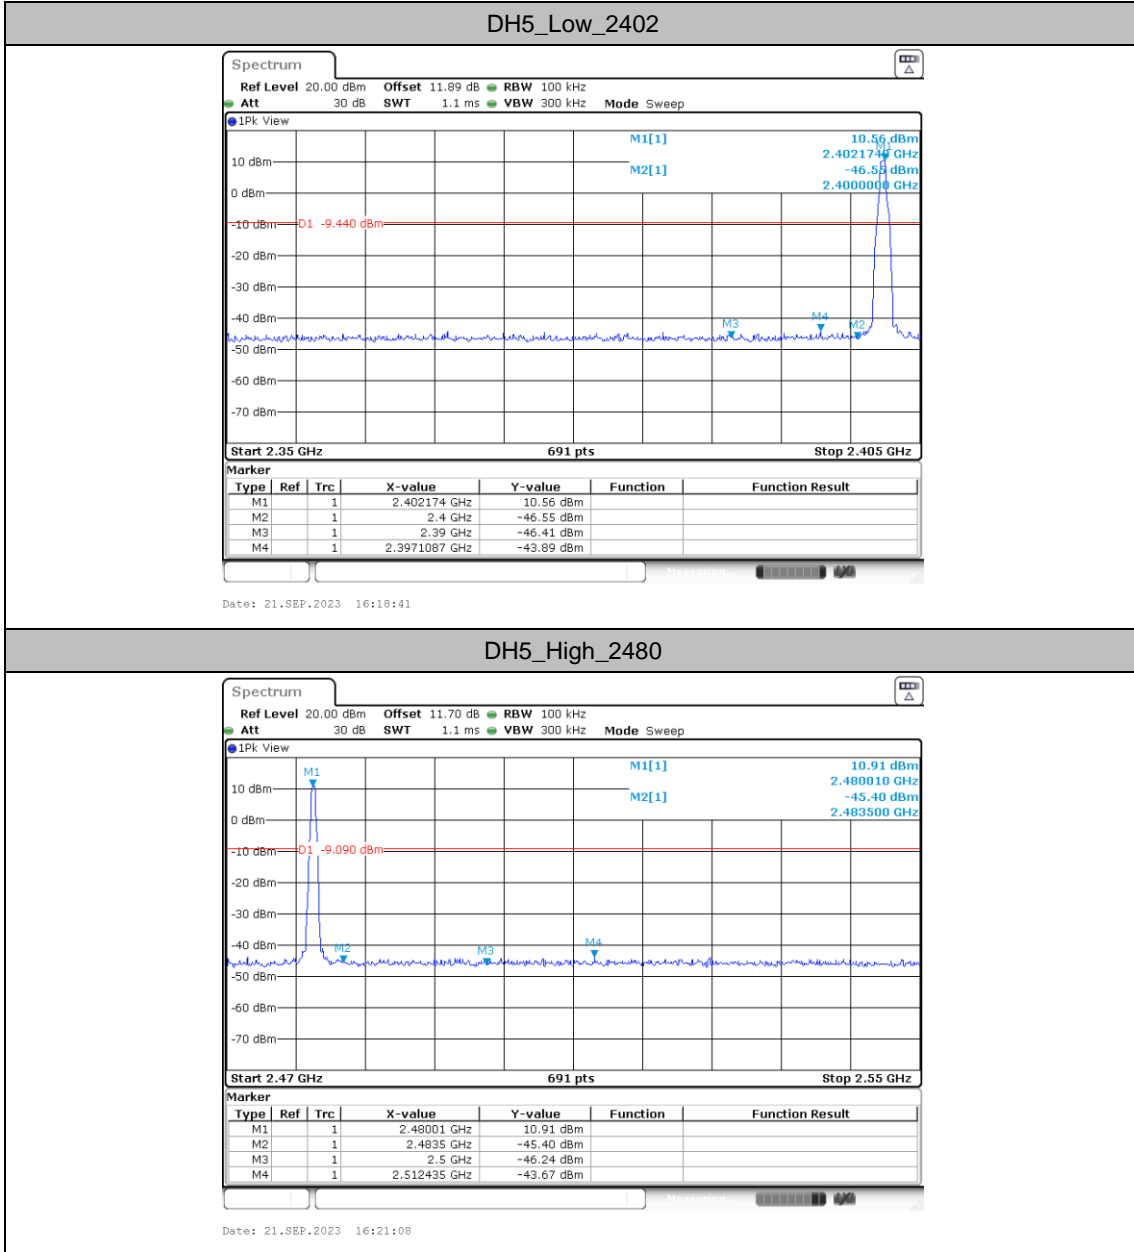 DH5_Low_2402
Spectrum
Ref Level 20.00 dBm Offset 11.89 dB RBW 100 kHz
Att 30 dB SWT 1.1 ms VBW 300 kHz Mode Sweep
1Pk View
M1[1] 10.56 dBm
2.4021740 GHz
M2[1] -46.55 dBm
2.4000000 GHz
M1
10 dBm
0 dBm
-10 dBm
D1 -9.440 dBm
-20 dBm
-30 dBm
-40 dBm
M3 M4 M2
-50 dBm
-60 dBm
-70 dBm
Start 2.35 GHz 691 pts Stop 2.405 GHz
Marker
Type Ref Trc X-value Y-value Function Function Result
M1 1 2.402174 GHz 10.56 dBm
M2 1 2.4 GHz -46.55 dBm
M3 1 2.39 GHz -46.41 dBm
M4 1 2.3971087 GHz -43.89 dBm
Measuring...
Date: 21.SEP.2023 16:18:41
DH5_High_2480
Spectrum
Ref Level 20.00 dBm Offset 11.70 dB RBW 100 kHz
Att 30 dB SWT 1.1 ms VBW 300 kHz Mode Sweep
1Pk View
M1[1] 10.91 dBm
2.480010 GHz
M2[1] -45.40 dBm
2.483500 GHz
M1
10 dBm
0 dBm
-10 dBm
D1 -9.090 dBm
-20 dBm
-30 dBm
-40 dBm
M2 M3 M4
-50 dBm
-60 dBm
-70 dBm
Start 2.47 GHz 691 pts Stop 2.55 GHz
Marker
Type Ref Trc X-value Y-value Function Function Result
M1 1 2.48001 GHz 10.91 dBm
M2 1 2.4835 GHz -45.40 dBm
M3 1 2.5 GHz -46.24 dBm
M4 1 2.512435 GHz -43.67 dBm
Measuring...
Date: 21.SEP.2023 16:21:08